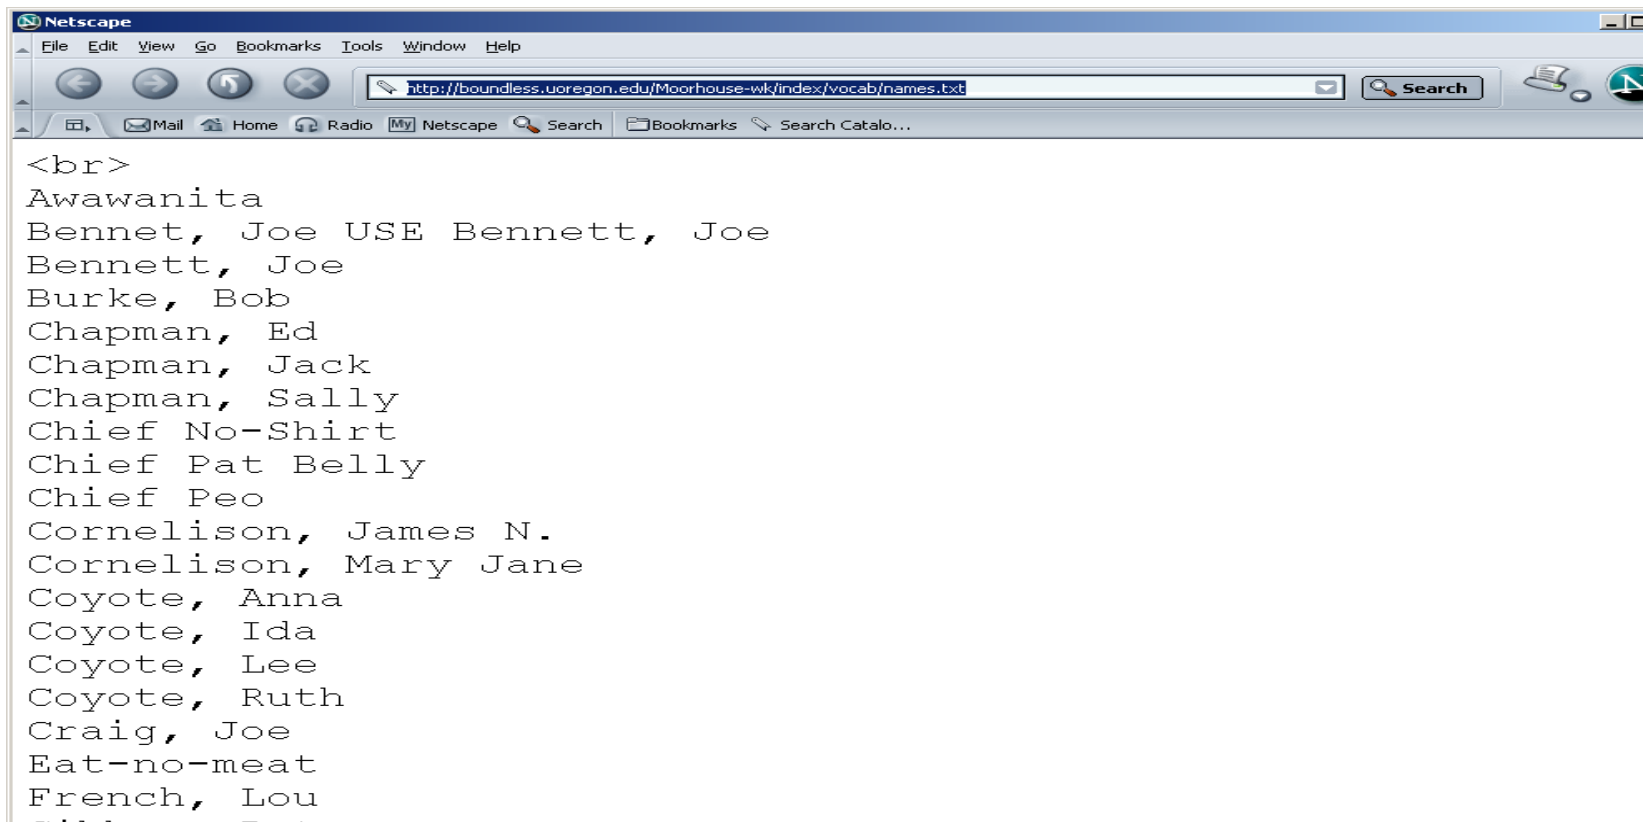 Netscape
File Edit View Go Bookmarks Tools Window Help
http://boundless.uoregon.edu/Moorhouse-wk/index/vocab/names.txt Search N
Mail Home Radio My Netscape Search Bookmarks Search Catalo...
<br>
Awawanita
Bennet, Joe USE Bennett, Joe
Bennett, Joe
Burke, Bob
Chapman, Ed
Chapman, Jack
Chapman, Sally
Chief No-Shirt
Chief Pat Belly
Chief Peo
Cornelison, James N.
Cornelison, Mary Jane
Coyote, Anna
Coyote, Ida
Coyote, Lee
Coyote, Ruth
Craig, Joe
Eat-no-meat
French, Lou